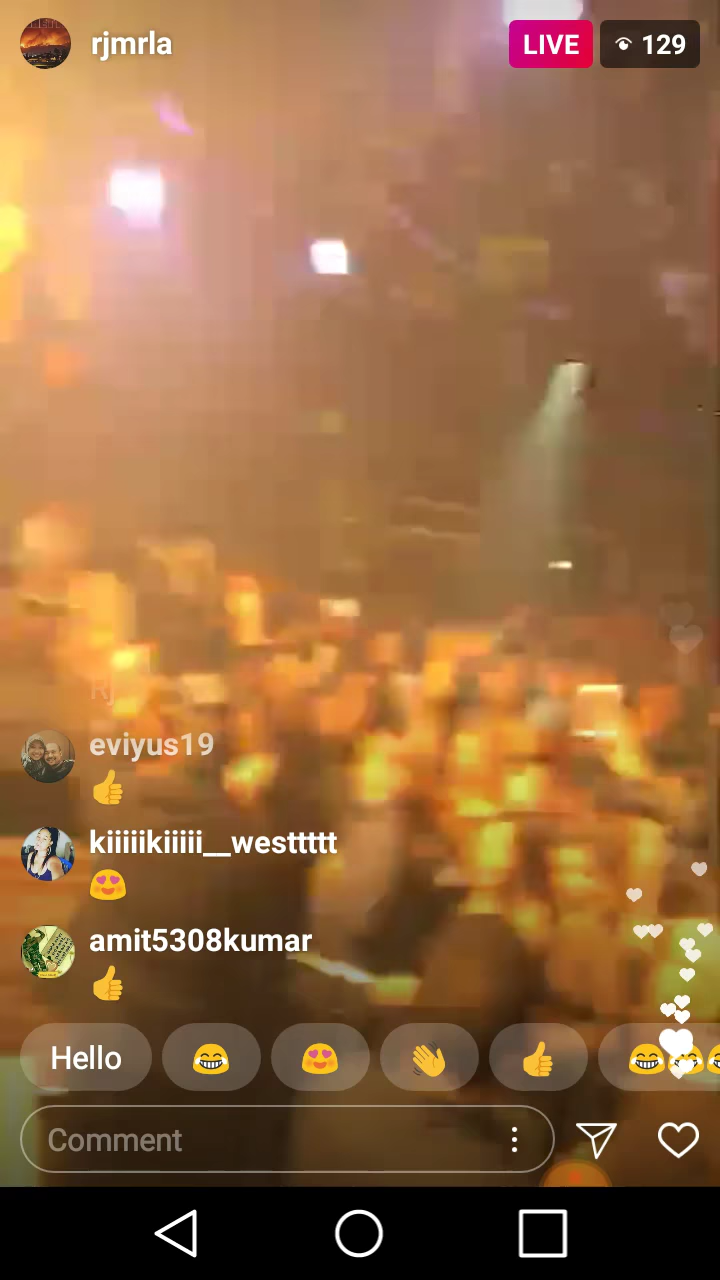 rjmrla
LIVE
129
eviyus19
👍
kiiiiikiiiii__westtttt
😍
amit5308kumar
👍
Hello 😂 😍 👋 👍 😂😂😂
Comment